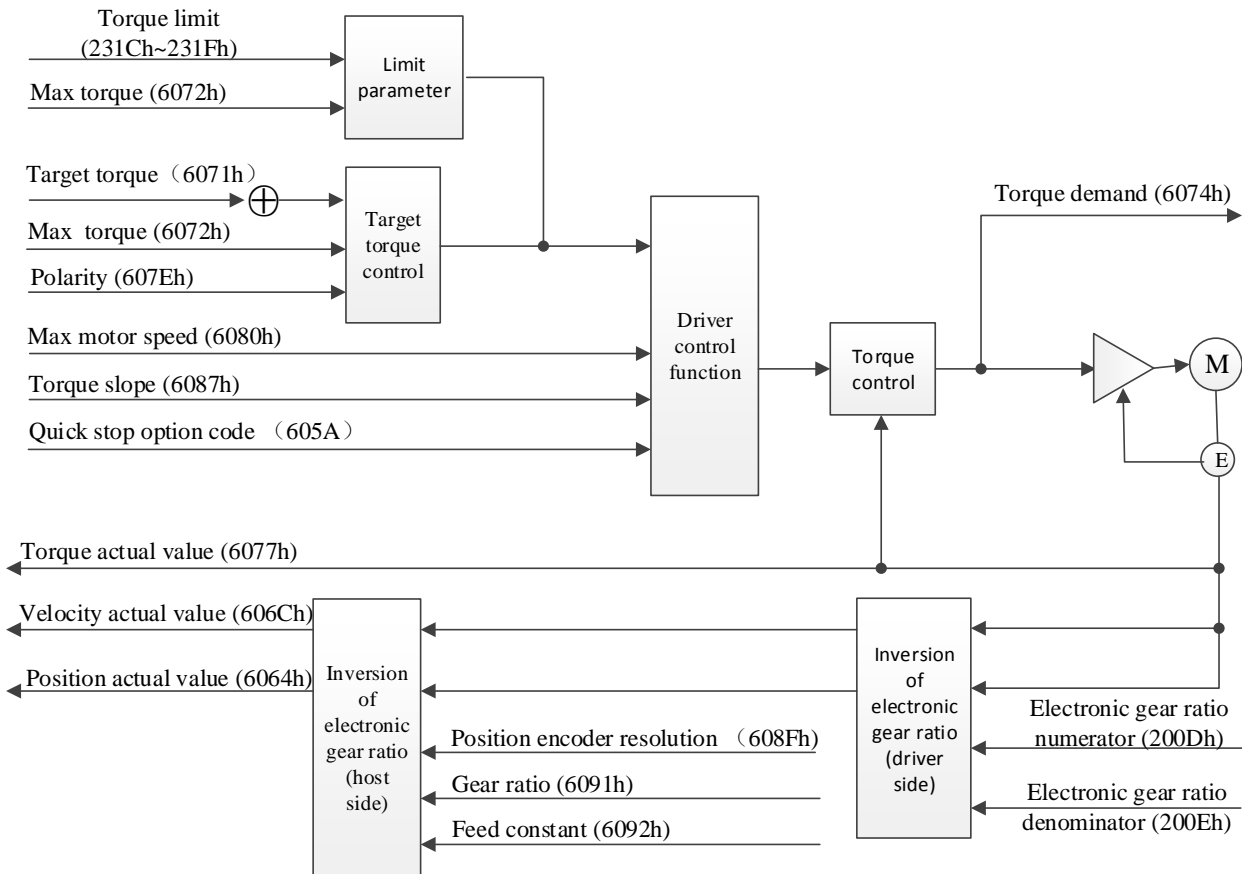 Torque limit
(231Ch~231Fh)
Max torque (6072h)
Limit
parameter
Target torque（6071h)
Max  torque (6072h)
Polarity (607Eh)
Target
torque
control
Max motor speed (6080h)
Torque slope (6087h)
Quick stop option code （605A）
Driver
control
function
Torque
control
Torque demand (6074h)
M
E
Torque actual value (6077h)
Velocity actual value (606Ch)
Position actual value (6064h)
Inversion
of
electronic
gear ratio
(host
side)
Position encoder resolution （608Fh)
Gear ratio (6091h)
Feed constant (6092h)
Inversion
of
electronic
gear ratio
(driver
side)
Electronic gear ratio
numerator (200Dh)
Electronic gear ratio
denominator (200Eh)